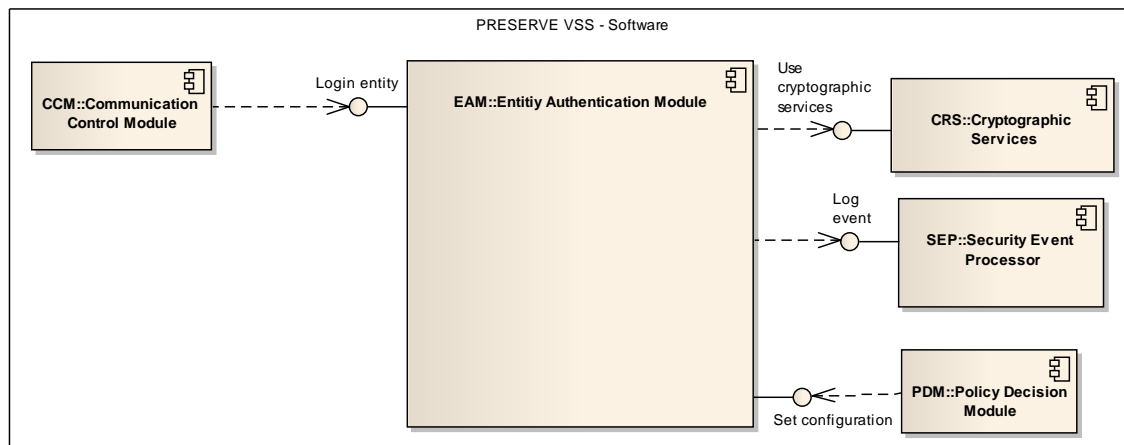 PRESERVE VSS - Software
CCM::Communication
Control Module
Login entity
EAM::Entitiy Authentication Module
Use
cryptographic
services
CRS::Cryptographic
Services
Log
event
SEP::Security Event
Processor
Set configuration
PDM::Policy Decision
Module